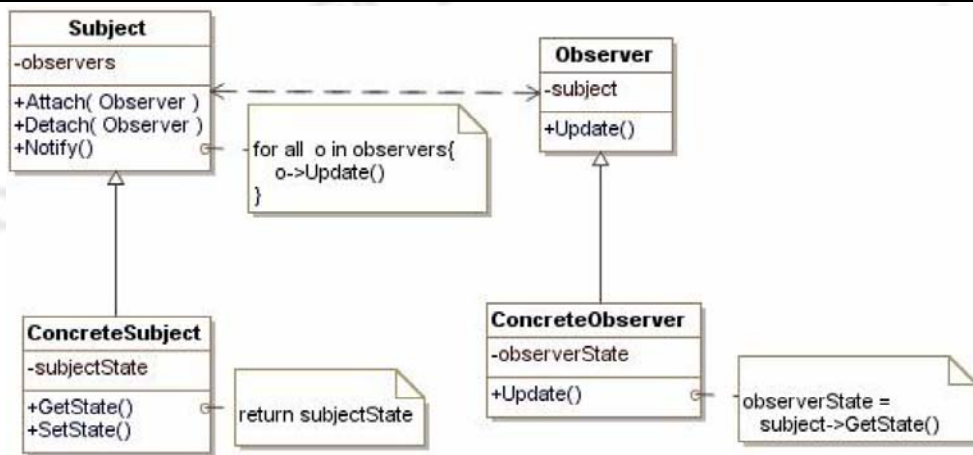 Subject
-observers
+Attach( Observer )
+Detach( Observer )
+Notify()
for all o in observers{
o->Update()
}
Observer
-subject
+Update()
ConcreteSubject
-subjectState
+GetState()
+SetState()
return subjectState
ConcreteObserver
-observerState
+Update()
observerState =
subject->GetState()